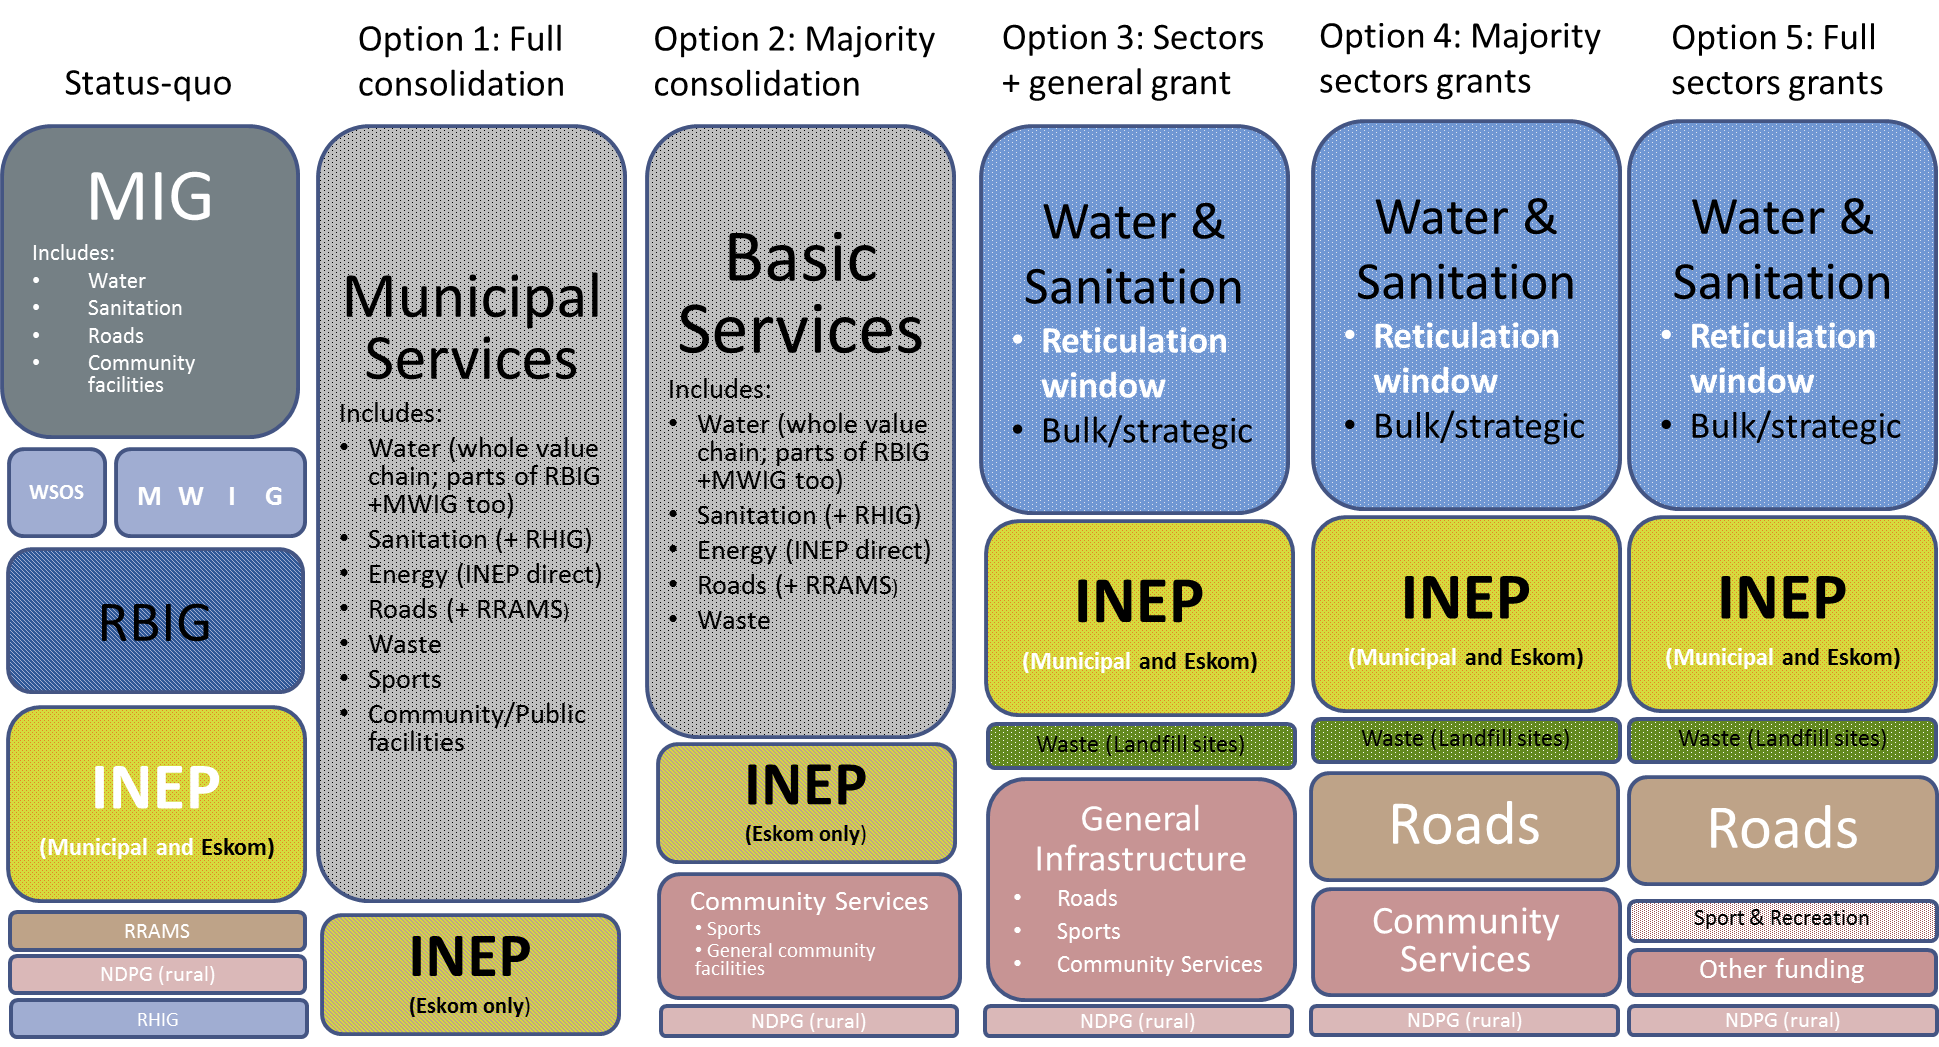 Status-quo
MIG
Includes:
• Water
• Sanitation
• Roads
• Community
facilities
WSOS
M W I G
RBIG
INEP
(Municipal and Eskom)
RRAMS
NDPG (rural)
RHIG
Option 1: Full
consolidation
Municipal
Services
Includes:
• Water (whole value
chain; parts of RBIG
+MWIG too)
• Sanitation (+ RHIG)
• Energy (INEP direct)
• Roads (+ RRAMS)
• Waste
• Sports
• Community/Public
facilities
INEP
(Eskom only)
Option 2: Majority
consolidation
Basic
Services
Includes:
• Water (whole value
chain; parts of RBIG
+MWIG too)
• Sanitation (+ RHIG)
• Energy (INEP direct)
• Roads (+ RRAMS)
• Waste
INEP
(Eskom only)
Community Services
• Sports
• General community
facilities
NDPG (rural)
Option 3: Sectors
+ general grant
Water &
Sanitation
• Reticulation
window
• Bulk/strategic
INEP
(Municipal and Eskom)
Waste (Landfill sites)
General
Infrastructure
• Roads
• Sports
• Community Services
NDPG (rural)
Option 4: Majority
sectors grants
Water &
Sanitation
• Reticulation
window
• Bulk/strategic
INEP
(Municipal and Eskom)
Waste (Landfill sites)
Roads
Community
Services
NDPG (rural)
Option 5: Full
sectors grants
Water &
Sanitation
• Reticulation
window
• Bulk/strategic
INEP
(Municipal and Eskom)
Waste (Landfill sites)
Roads
Sport & Recreation
Other funding
NDPG (rural)